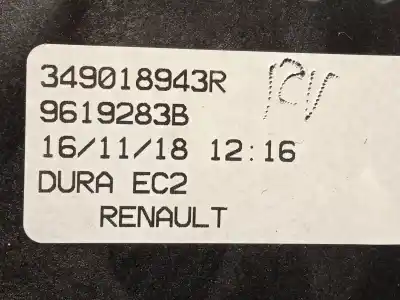 349018943R
9619283B
16/11/18 12:16
DURA EC2
RENAULT